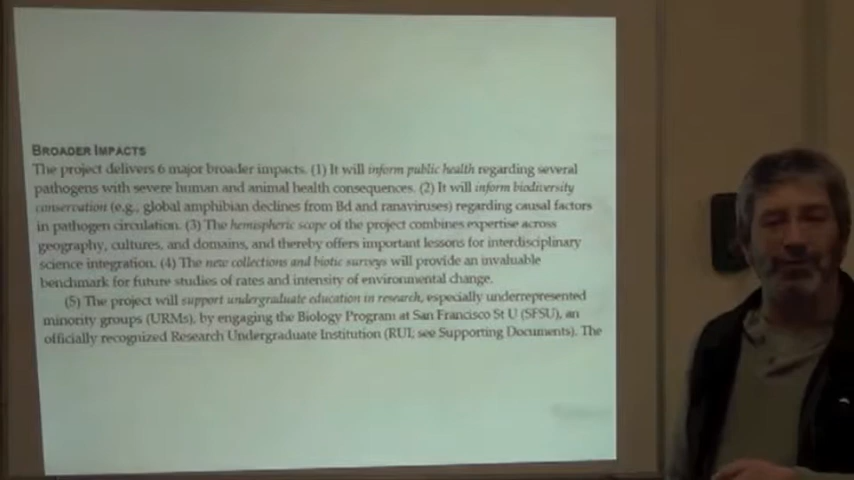 BROADER IMPACTS
The project delivers 6 major broader impacts. (1) It will inform public health regarding several
pathogens with severe human and animal health consequences. (2) It will inform biodiversity
conservation (e.g., global amphibian declines from Bd and ranaviruses) regarding causal factors
in pathogen circulation. (3) The hemispheric scope of the project combines expertise across
geography, cultures, and domains, and thereby offers important lessons for interdisciplinary
science integration. (4) The new collections and biotic surveys will provide an invaluable
benchmark for future studies of rates and intensity of environmental change.
(5) The project will support undergraduate education in research, especially underrepresented
minority groups (URMs), by engaging the Biology Program at San Francisco St U (SFSU), an
officially recognized Research Undergraduate Institution (RUI, see Supporting Documents). The